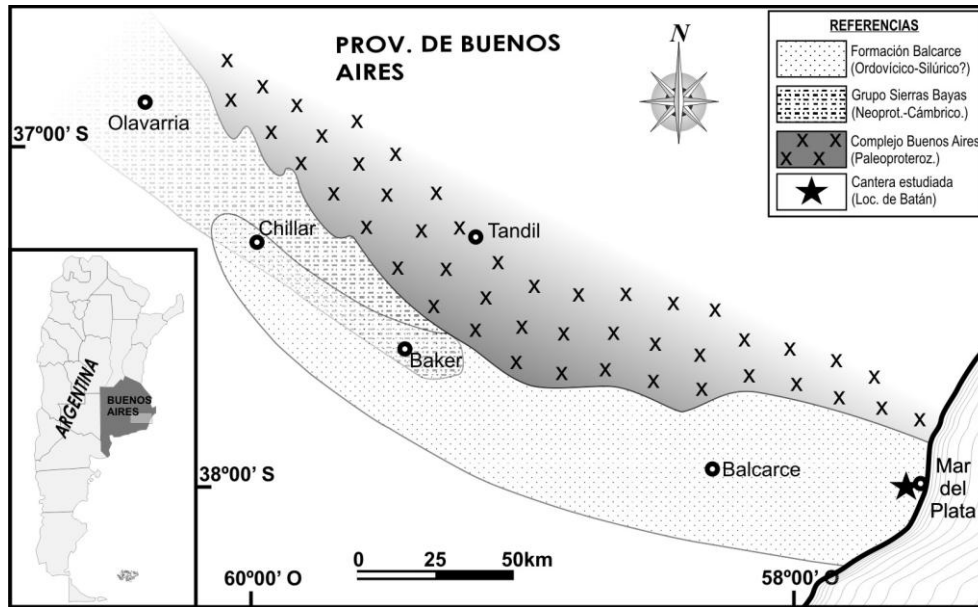 PROV. DE BUENOS
AIRES
N
REFERENCIAS
Formación Balcarce
(Ordovícico-Silúrico?)
Grupo Sierras Bayas
(Neoprot.-Cámbrico.)
Complejo Buenos Aires
(Paleoproteroz.)
Cantera estudiada
(Loc. de Batán)
Olavarria
37º00' S
Chillar
Tandil
Baker
ARGENTINA
BUENOS
AIRES
Balcarce
38º00' S
Mar
del
Plata
0 25 50km
60º00' O
58º00' O